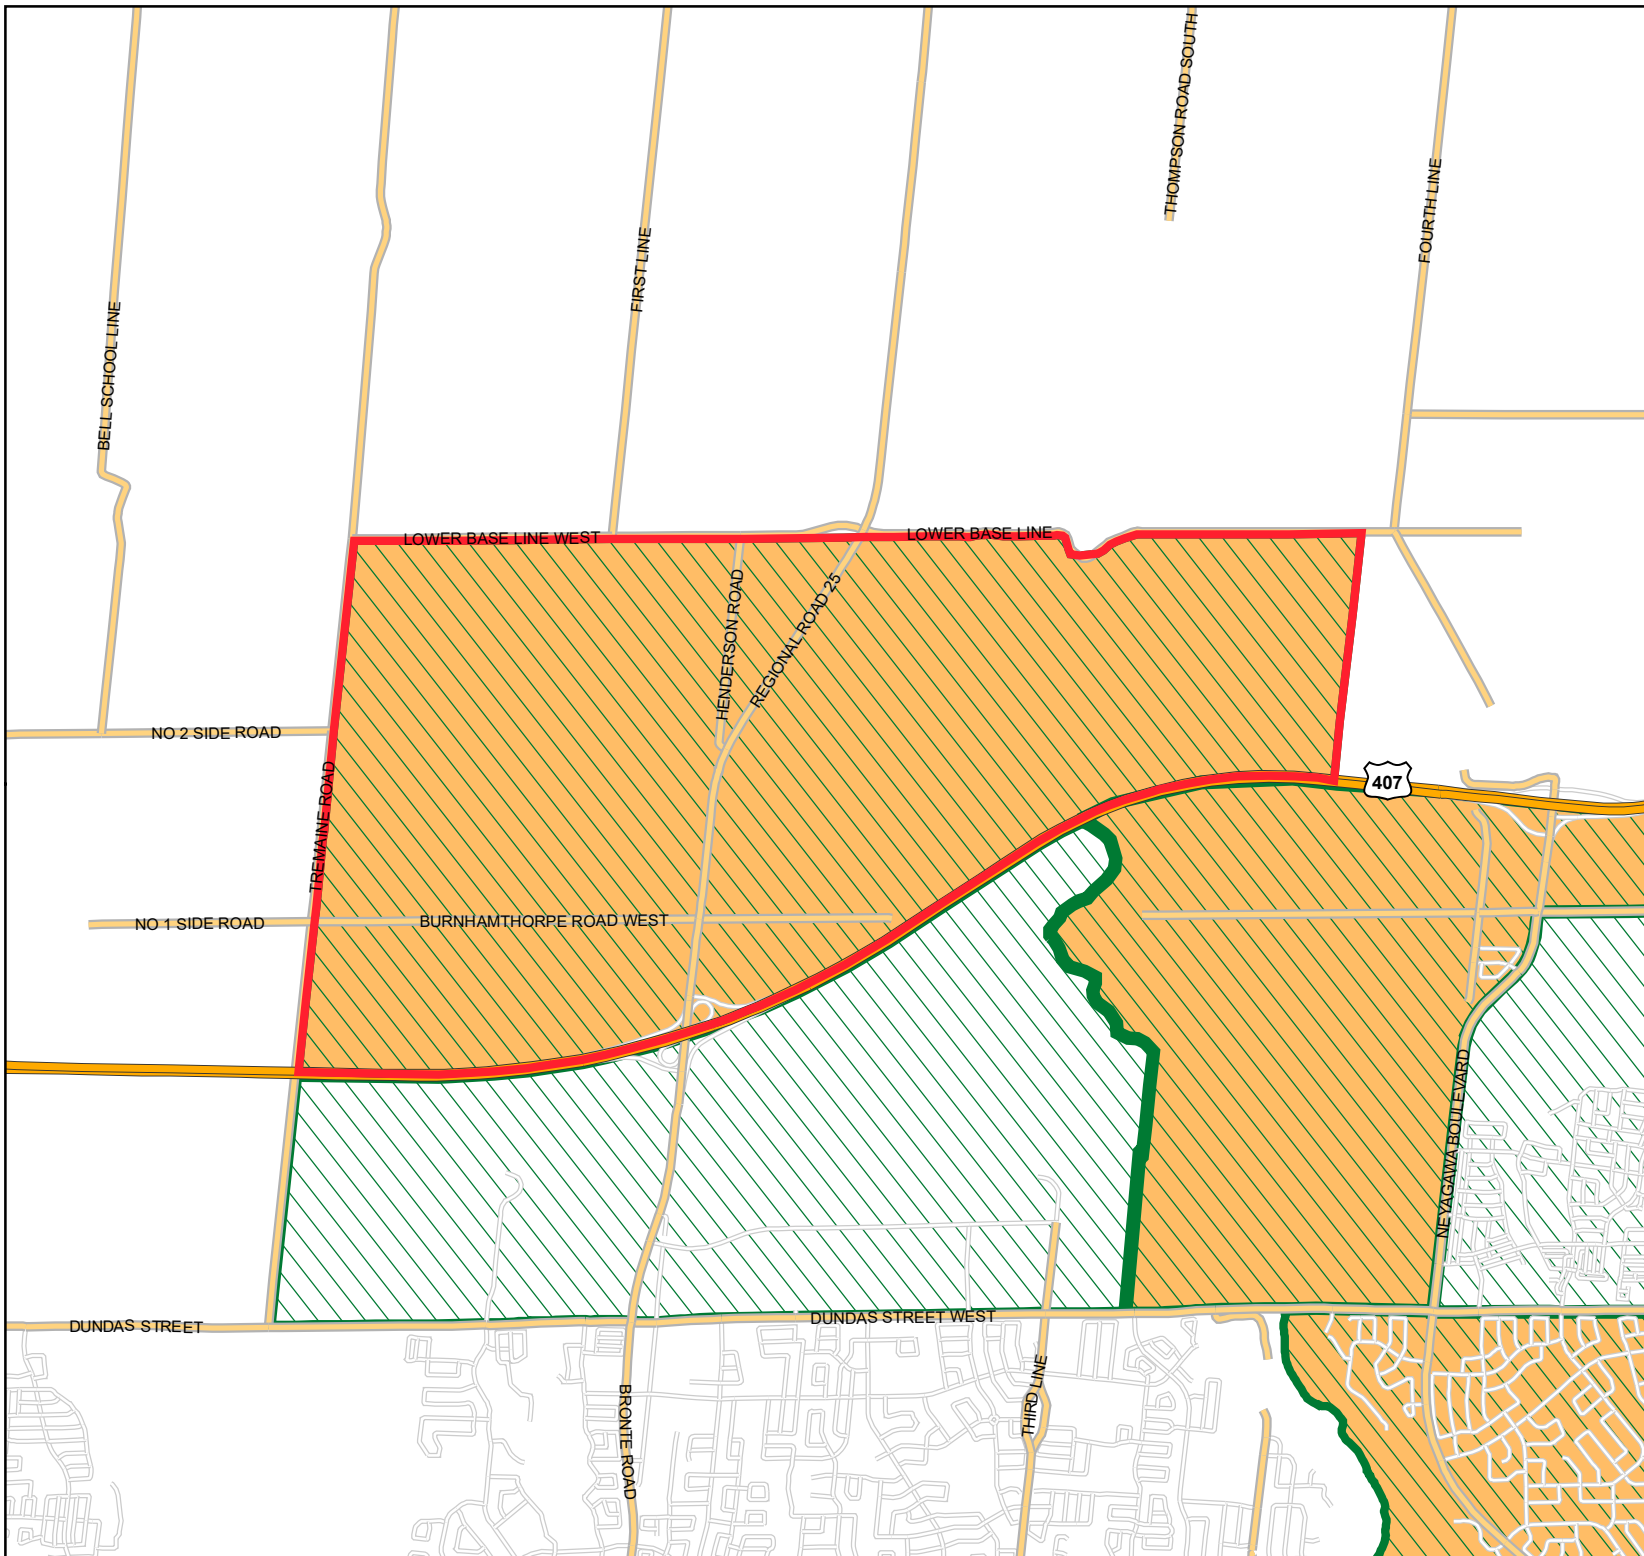 THOMPSON ROAD SOUTH
FOURTH LINE
FIRST LINE
BELL SCHOOL LINE
LOWER BASE LINE WEST
LOWER BASE LINE
HENDERSON ROAD
REGIONAL ROAD 25
NO 2 SIDE ROAD
407
TREMAINE ROAD
NO 1 SIDE ROAD
BURNHAMTHORPE ROAD WEST
NEYAGAWA BOULEVARD
DUNDAS STREET
DUNDAS STREET WEST
THIRD LINE
BRONTE ROAD